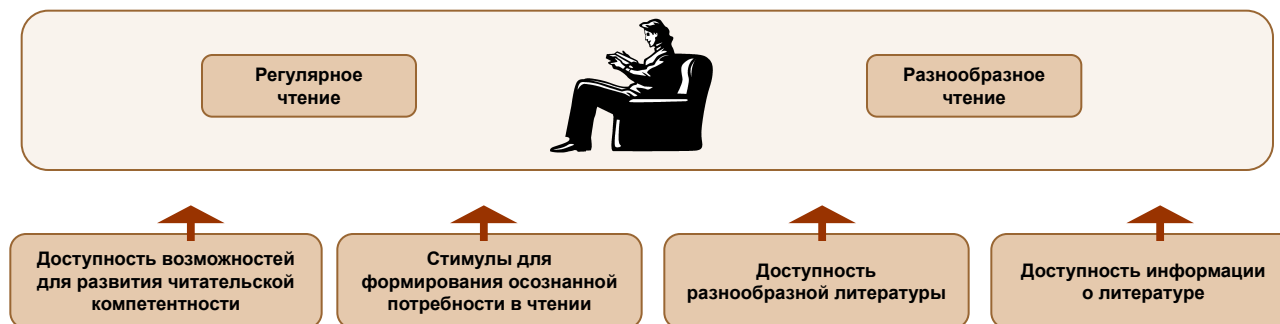 Регулярное
чтение
Разнообразное
чтение
Доступность возможностей
для развития читательской
компетентности
Стимулы для
формирования осознанной
потребности в чтении
Доступность
разнообразной литературы
Доступность информации
о литературе